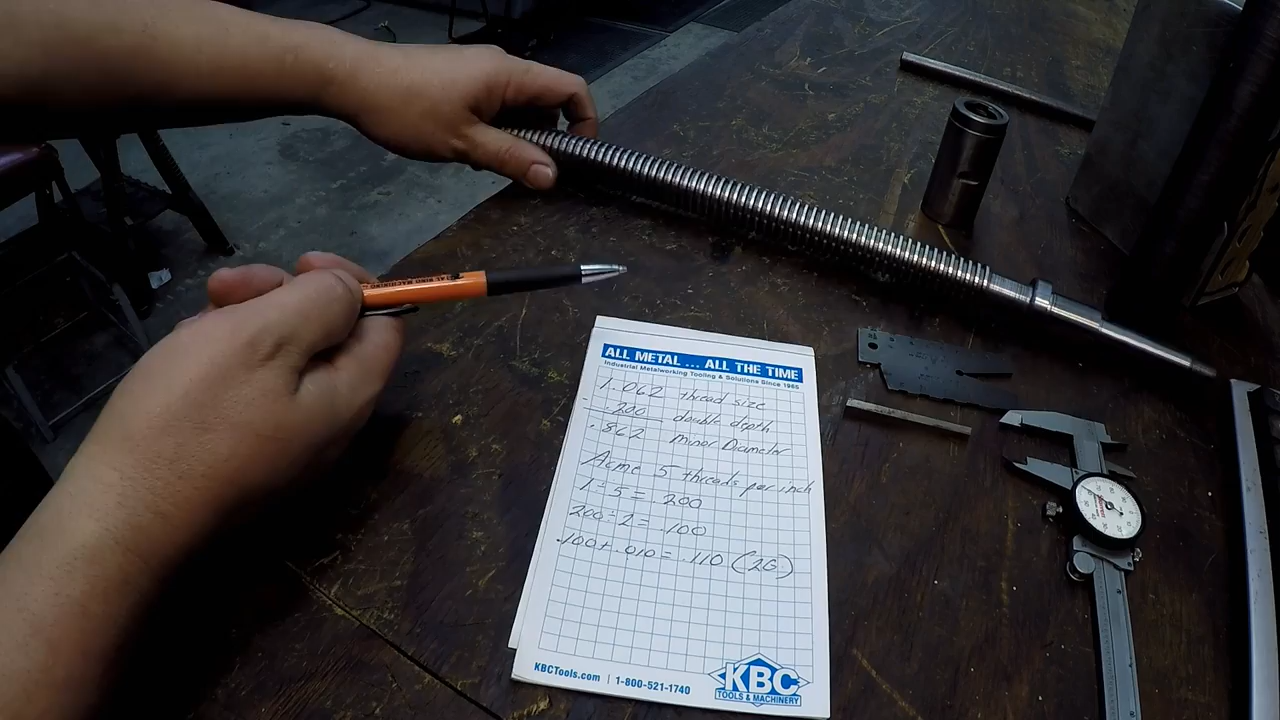 ALL METAL ... ALL THE TIME
Industrial Metalworking Tooling & Solutions Since 1965
1.062 thread size
- .200 double depth
.862 minor Diameter
Acme 5 threads per inch
1 ÷ 5 = .200
.200 ÷ 2 = .100
.100 + .010 = .110 (2G)
KBCTools.com | 1-800-521-1740
KBC
TOOLS & MACHINERY